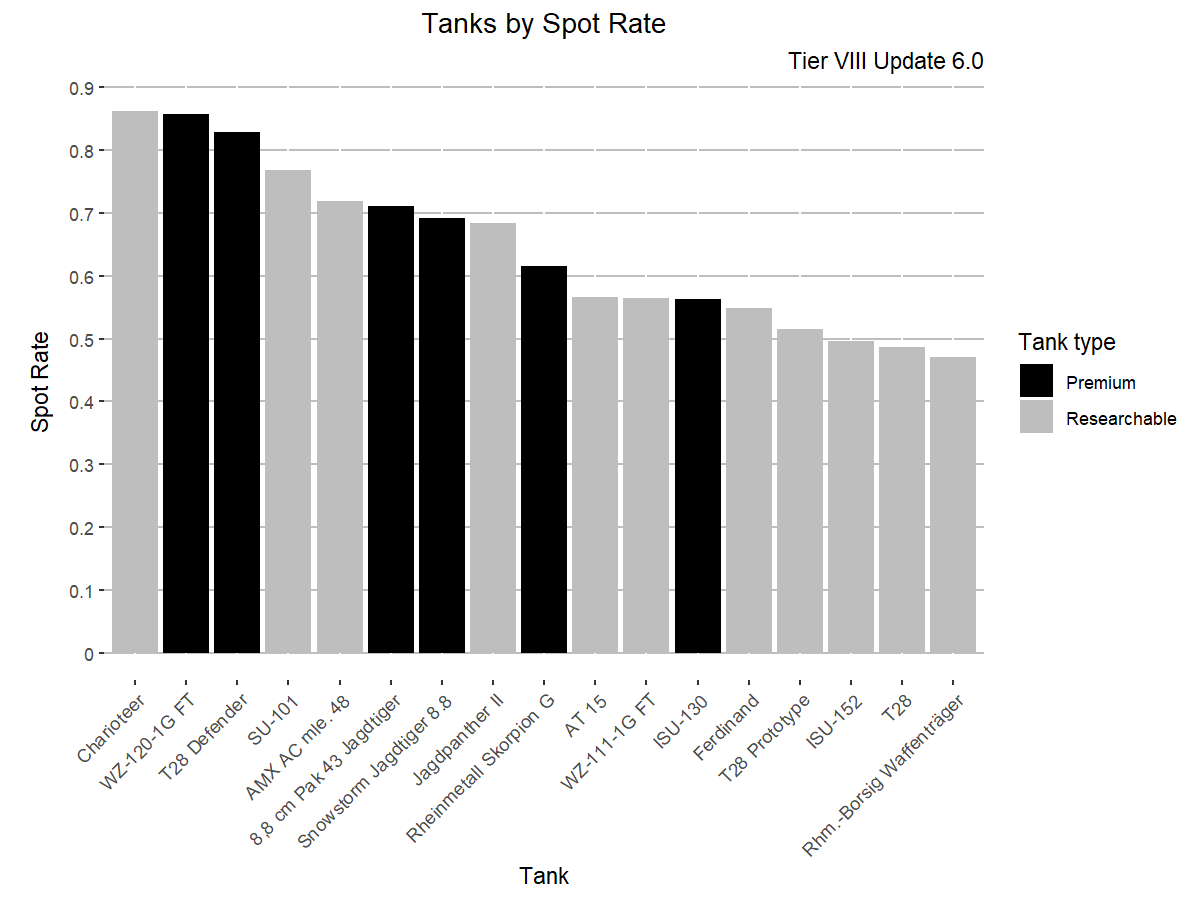 Tanks by Spot Rate
Tier VIII Update 6.0
Spot Rate
0.9
0.8
0.7
0.6
0.5
0.4
0.3
0.2
0.1
0
Charioteer
WZ-120-1G FT
T28 Defender
SU-101
AMX AC mle. 48
8,8 cm Pak 43 Jagdtiger
Snowstorm Jagdtiger 8.8
Jagdpanther II
Rheinmetall Skorpion G
AT 15
WZ-111-1G FT
ISU-130
Ferdinand
T28 Prototype
ISU-152
T28
Rhm.-Borsig Waffenträger
Tank
Tank type
Premium
Researchable